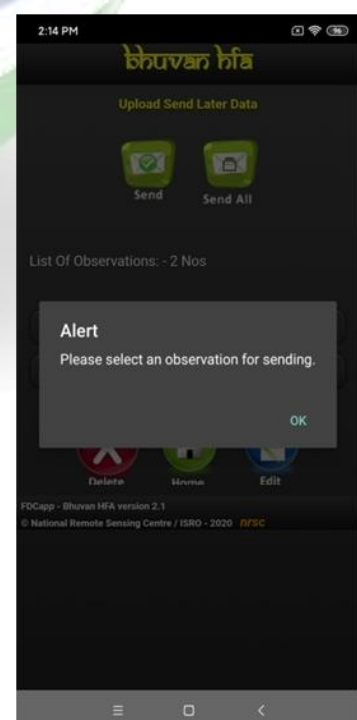 2:14 PM
96
bhuvan hfa
Upload Send Later Data
Send
Send All
List Of Observations: - 2 Nos
Alert
Please select an observation for sending.
OK
Delete
Home
Edit
FDCapp - Bhuvan HFA version 2.1
© National Remote Sensing Centre / ISRO - 2020 nrsc